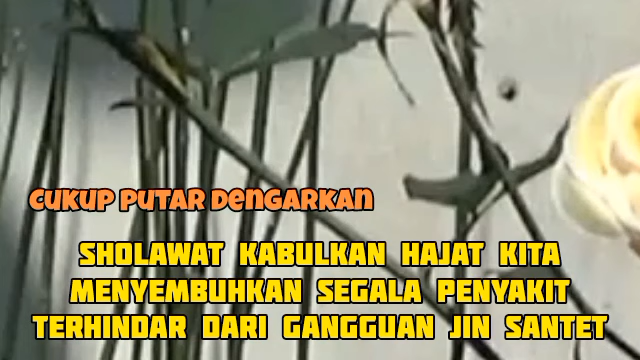 CUKUP PUTAR DENGARKAN
SHOLAWAT KABULKAN HAJAT KITA
MENYEMBUHKAN SEGALA PENYAKIT
TERHINDAR DARI GANGGUAN JIN SANTET